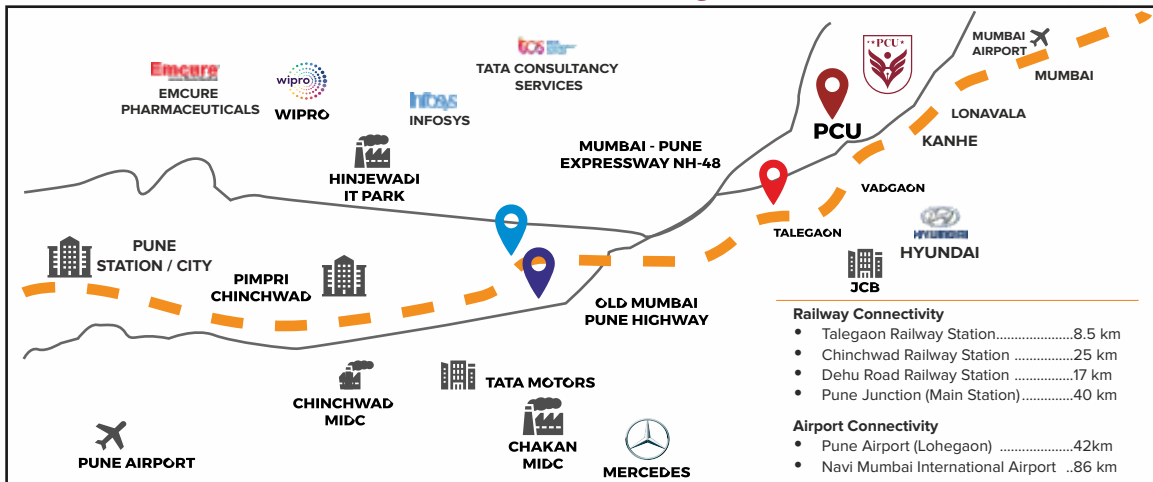 Emcure
EMCURE
PHARMACEUTICALS
wipro
WIPRO
Infosys
INFOSYS
tcs
TATA CONSULTANCY
SERVICES
HINJEWADI
IT PARK
MUMBAI - PUNE
EXPRESSWAY NH-48
PCU
PCU
MUMBAI
AIRPORT
MUMBAI
LONAVALA
KANHE
VADGAON
TALEGAON
HYUNDAI
HYUNDAI
JCB
PUNE
STATION / CITY
PIMPRI
CHINCHWAD
OLD MUMBAI
PUNE HIGHWAY
CHINCHWAD
MIDC
TATA MOTORS
CHAKAN
MIDC
MERCEDES
PUNE AIRPORT
Railway Connectivity
• Talegaon Railway Station.....................8.5 km
• Chinchwad Railway Station ................25 km
• Dehu Road Railway Station ................17 km
• Pune Junction (Main Station)..............40 km
Airport Connectivity
• Pune Airport (Lohegaon) ...................42km
• Navi Mumbai International Airport ..86 km